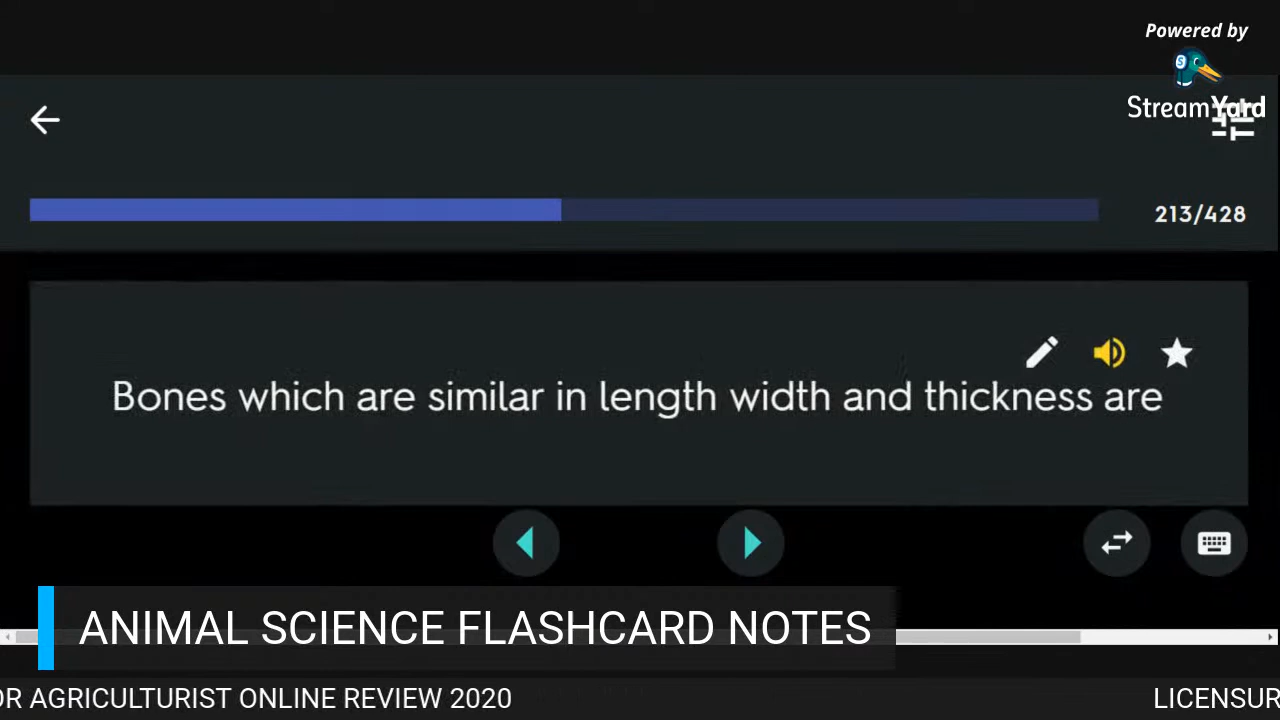 Powered by
StreamYard
213/428
Bones which are similar in length width and thickness are
ANIMAL SCIENCE FLASHCARD NOTES
OR AGRICULTURIST ONLINE REVIEW 2020
LICENSUR